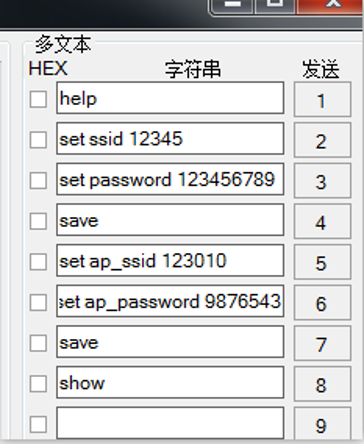 多文本
HEX 字符串 发送
help 1
set ssid 12345 2
set password 123456789 3
save 4
set ap_ssid 123010 5
set ap_password 9876543 6
save 7
show 8
9